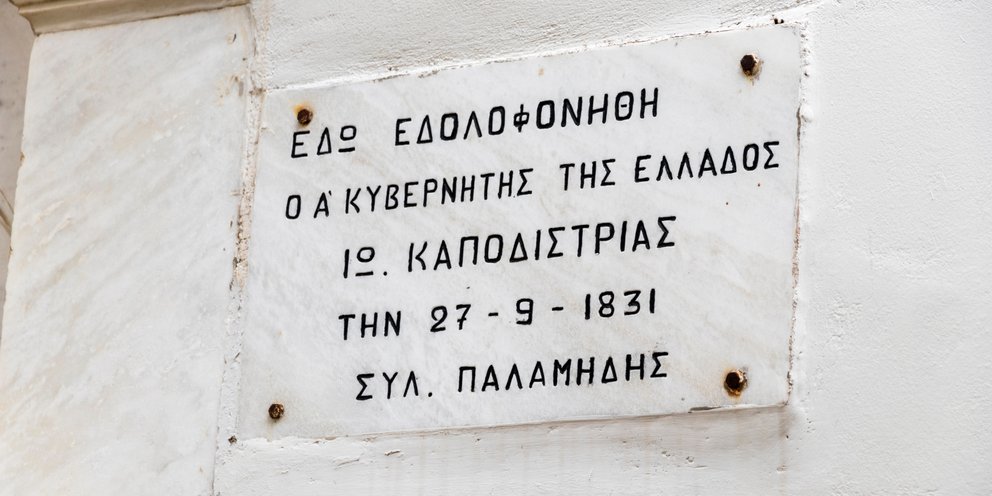 ΕΔΩ ΕΔΟΛΟΦΟΝΗΘΗ
Ο Α' ΚΥΒΕΡΝΗΤΗΣ ΤΗΣ ΕΛΛΑΔΟΣ
ΙΩ. ΚΑΠΟΔΙΣΤΡΙΑΣ
ΤΗΝ 27 - 9 - 1831
ΣΥΛ. ΠΑΛΑΜΗΔΗΣ